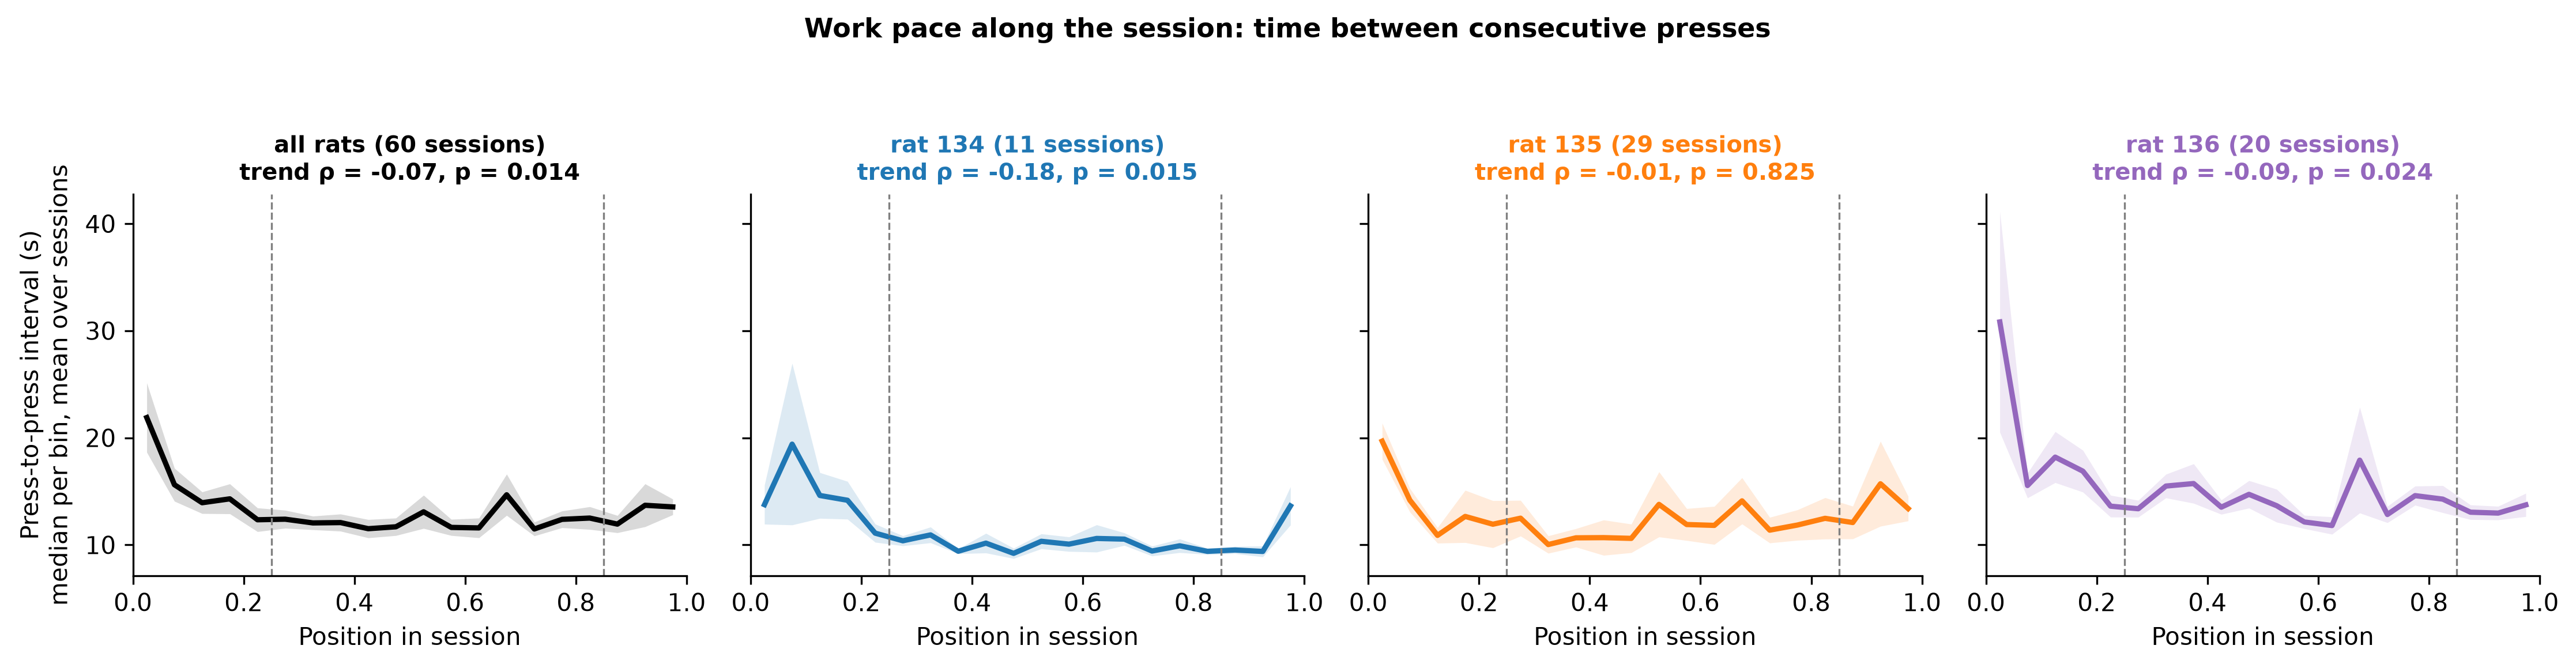 Work pace along the session: time between consecutive presses
all rats (60 sessions)
trend ρ = -0.07, p = 0.014
rat 134 (11 sessions)
trend ρ = -0.18, p = 0.015
rat 135 (29 sessions)
trend ρ = -0.01, p = 0.825
rat 136 (20 sessions)
trend ρ = -0.09, p = 0.024
Press-to-press interval (s)
median per bin, mean over sessions
40
30
20
10
0.0 0.2 0.4 0.6 0.8 1.0
0.0 0.2 0.4 0.6 0.8 1.0
0.0 0.2 0.4 0.6 0.8 1.0
0.0 0.2 0.4 0.6 0.8 1.0
Position in session
Position in session
Position in session
Position in session